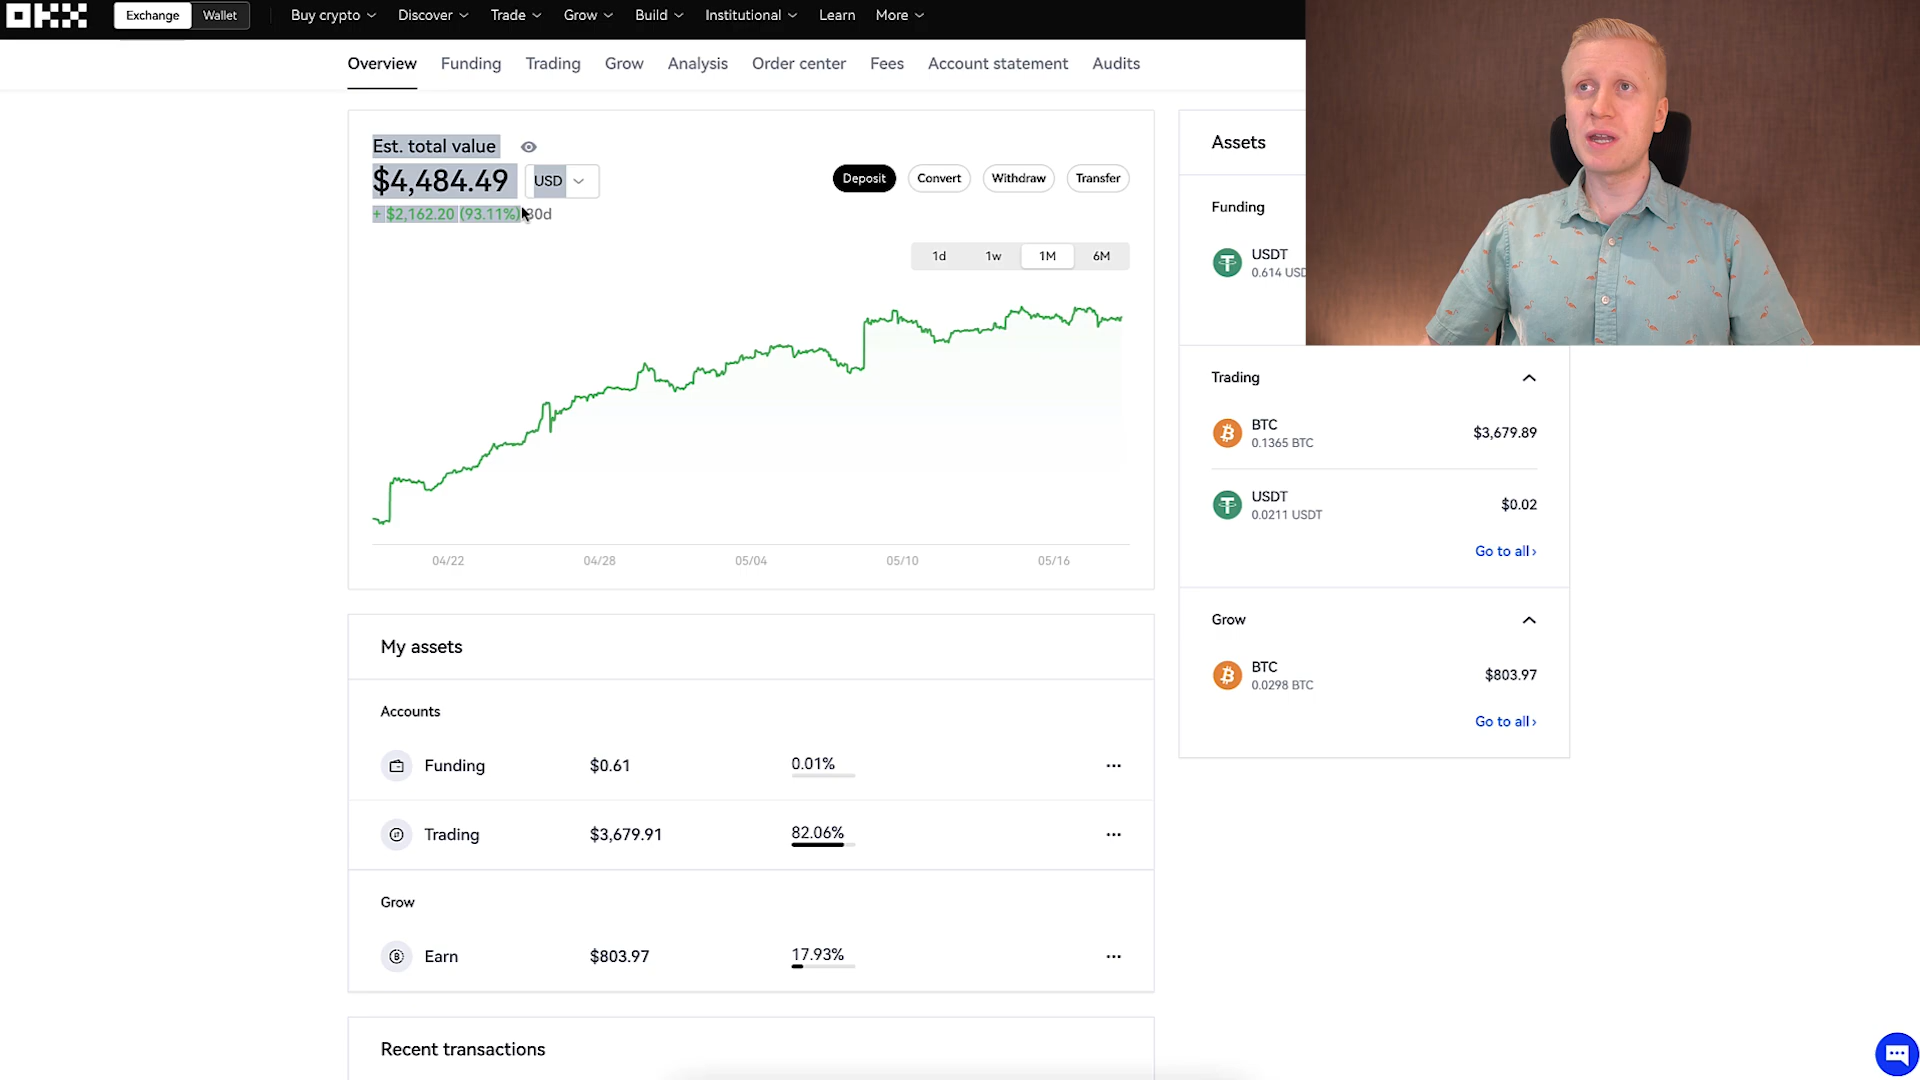 OKX Exchange Wallet Buy crypto Discover Trade Grow Build Institutional Learn More
Overview Funding Trading Grow Analysis Order center Fees Account statement Audits
Est. total value
$4,484.49 USD
+ $2,162.20 (93.11%) 30d
Deposit Convert Withdraw Transfer
1d 1w 1M 6M
04/22 04/28 05/04 05/10 05/16
My assets
Accounts
Funding $0.61 0.01%
Trading $3,679.91 82.06%
Grow
Earn $803.97 17.93%
Recent transactions
Assets
Funding
USDT
0.614 USD
Trading
BTC $3,679.89
0.1365 BTC
USDT $0.02
0.0211 USDT
Go to all ›
Grow
BTC $803.97
0.0298 BTC
Go to all ›